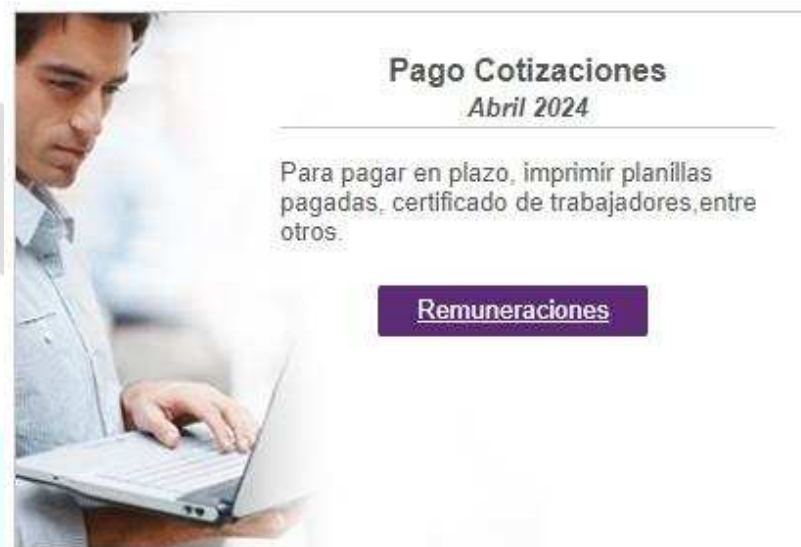 Pago Cotizaciones
Abril 2024
Para pagar en plazo, imprimir planillas
pagadas, certificado de trabajadores,entre
otros.
Remuneraciones